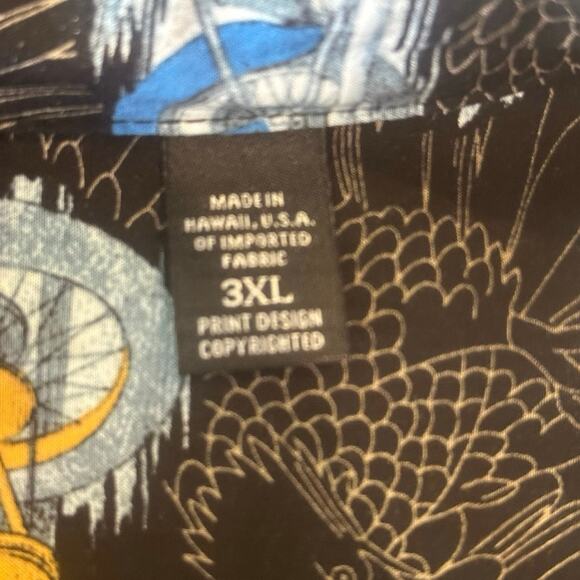 MADE IN
HAWAII, U.S.A.
OF IMPORTED
FABRIC
3XL
PRINT DESIGN
COPYRIGHTED